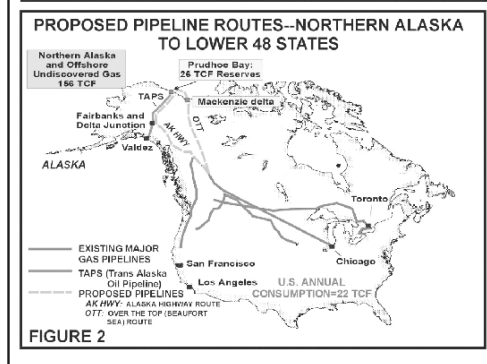 PROPOSED PIPELINE ROUTES--NORTHERN ALASKA
TO LOWER 48 STATES
Northern Alaska
and Offshore
Undiscovered Gas
156 TCF
Prudhoe Bay:
26 TCF Reserves
TAPS
Mackenzie delta
Fairbanks and
Delta Junction
AK HWY
OTT
Valdez
ALASKA
Toronto
Chicago
San Francisco
Los Angeles
U.S. ANNUAL
CONSUMPTION=22 TCF
EXISTING MAJOR
GAS PIPELINES
TAPS (Trans Alaska
Oil Pipeline)
PROPOSED PIPELINES
AK HWY: ALASKA HIGHWAY ROUTE
OTT: OVER THE TOP (BEAUFORT
SEA) ROUTE
FIGURE 2